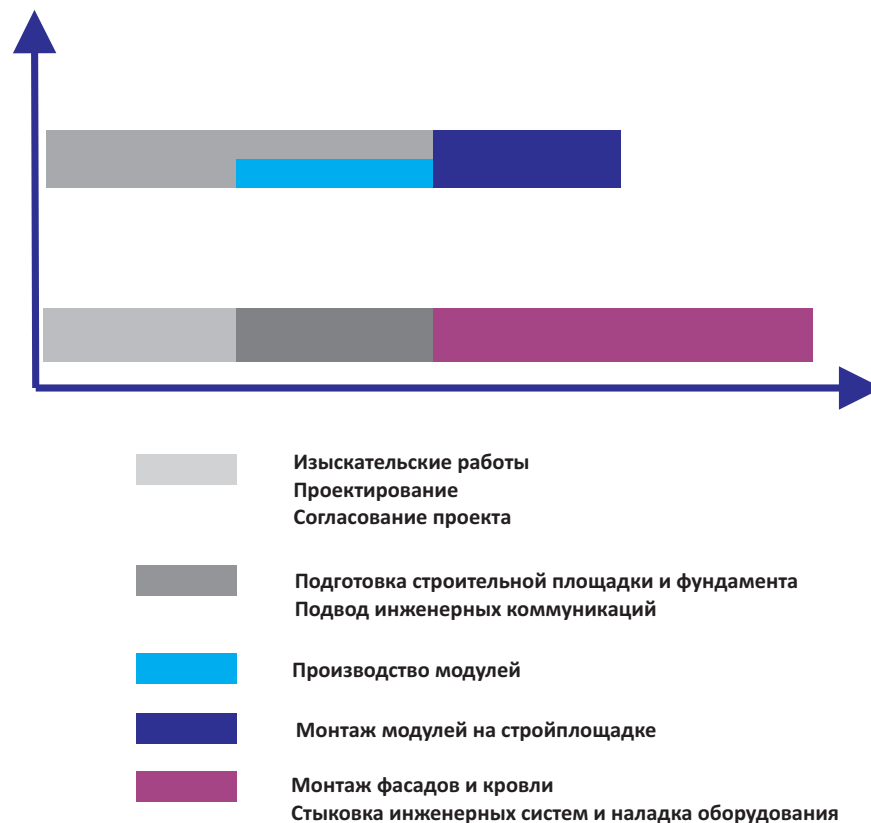 Изыскательские работы
Проектирование
Согласование проекта
Подготовка строительной площадки и фундамента
Подвод инженерных коммуникаций
Производство модулей
Монтаж модулей на стройплощадке
Монтаж фасадов и кровли
Стыковка инженерных систем и наладка оборудования